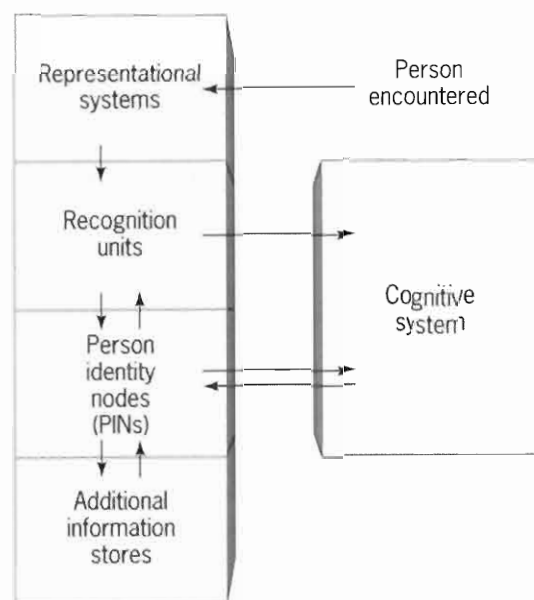 Representational
systems
Person
encountered
Recognition
units
Cognitive
system
Person
identity
nodes
(PINs)
Additional
information
stores